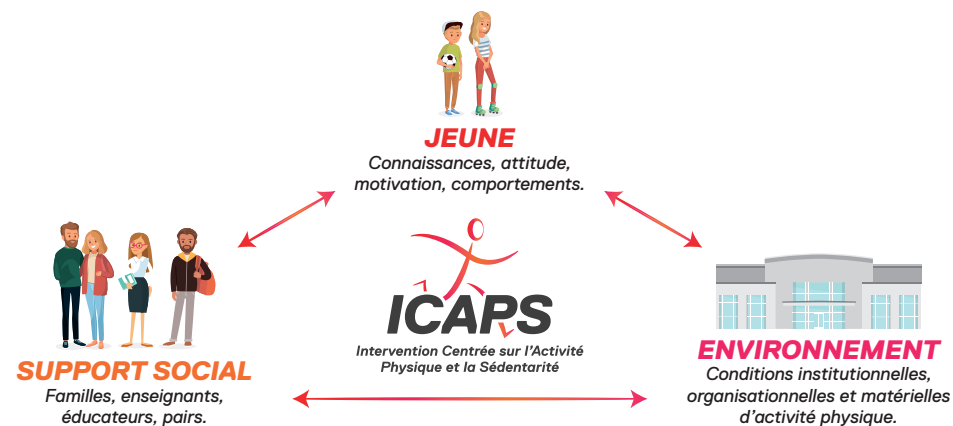 JEUNE
Connaissances, attitude,
motivation, comportements.
ICAPS
Intervention Centrée sur l'Activité
Physique et la Sédentarité
SUPPORT SOCIAL
Familles, enseignants,
éducateurs, pairs.
ENVIRONNEMENT
Conditions institutionnelles,
organisationnelles et matérielles
d'activité physique.